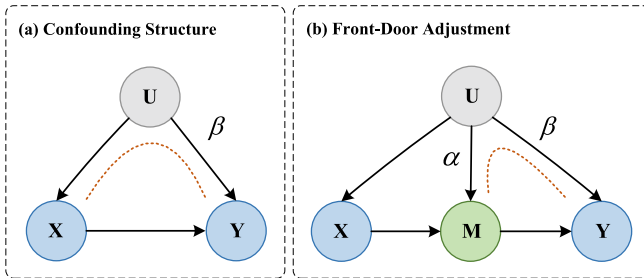 (a) Confounding Structure
U
β
X
Y
(b) Front-Door Adjustment
U
α
β
X
M
Y